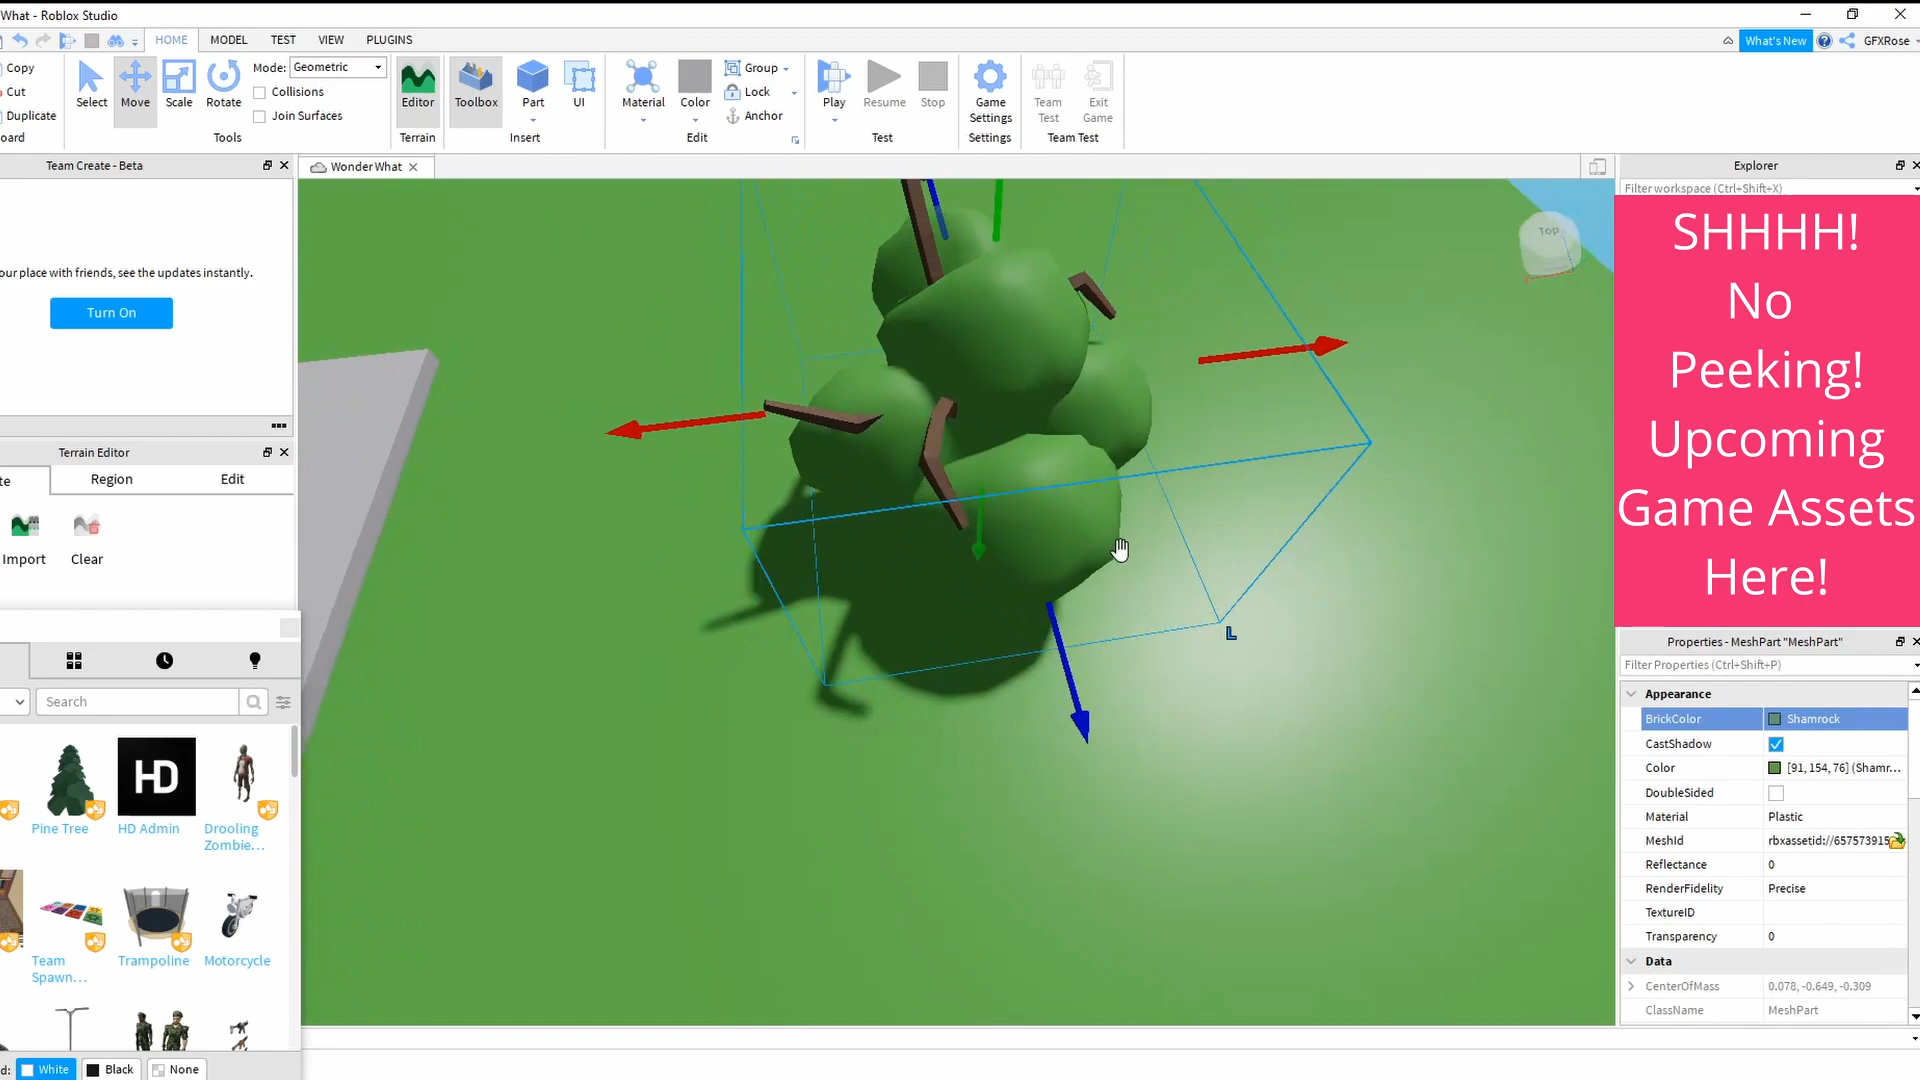 What - Roblox Studio
HOME MODEL TEST VIEW PLUGINS What's New GFXRose
Copy
Cut
Duplicate
oard
Select Move Scale Rotate
Mode: Geometric
Collisions
Join Surfaces
Tools
Editor
Terrain
Toolbox Part UI
Insert
Material Color
Group
Lock
Anchor
Edit
Play Resume Stop
Test
Game
Settings
Settings
Team
Test
Exit
Game
Team Test
Team Create - Beta
Wonder What
Explorer
Filter workspace (Ctrl+Shift+X)
our place with friends, see the updates instantly.
Turn On
Terrain Editor
te Region Edit
Import Clear
Search
Pine Tree
HD Admin
HD
Drooling
Zombie...
Team
Spawn...
Trampoline
Motorcycle
d: White Black None
Top
L
SHHHH!
No
Peeking!
Upcoming
Game Assets
Here!
Properties - MeshPart "MeshPart"
Filter Properties (Ctrl+Shift+P)
Appearance
BrickColor Shamrock
CastShadow
Color [91, 154, 76] (Shamr...
DoubleSided
Material Plastic
MeshId rbxassetid://657573915
Reflectance 0
RenderFidelity Precise
TextureID
Transparency 0
Data
CenterOfMass 0.078, -0.649, -0.309
ClassName MeshPart